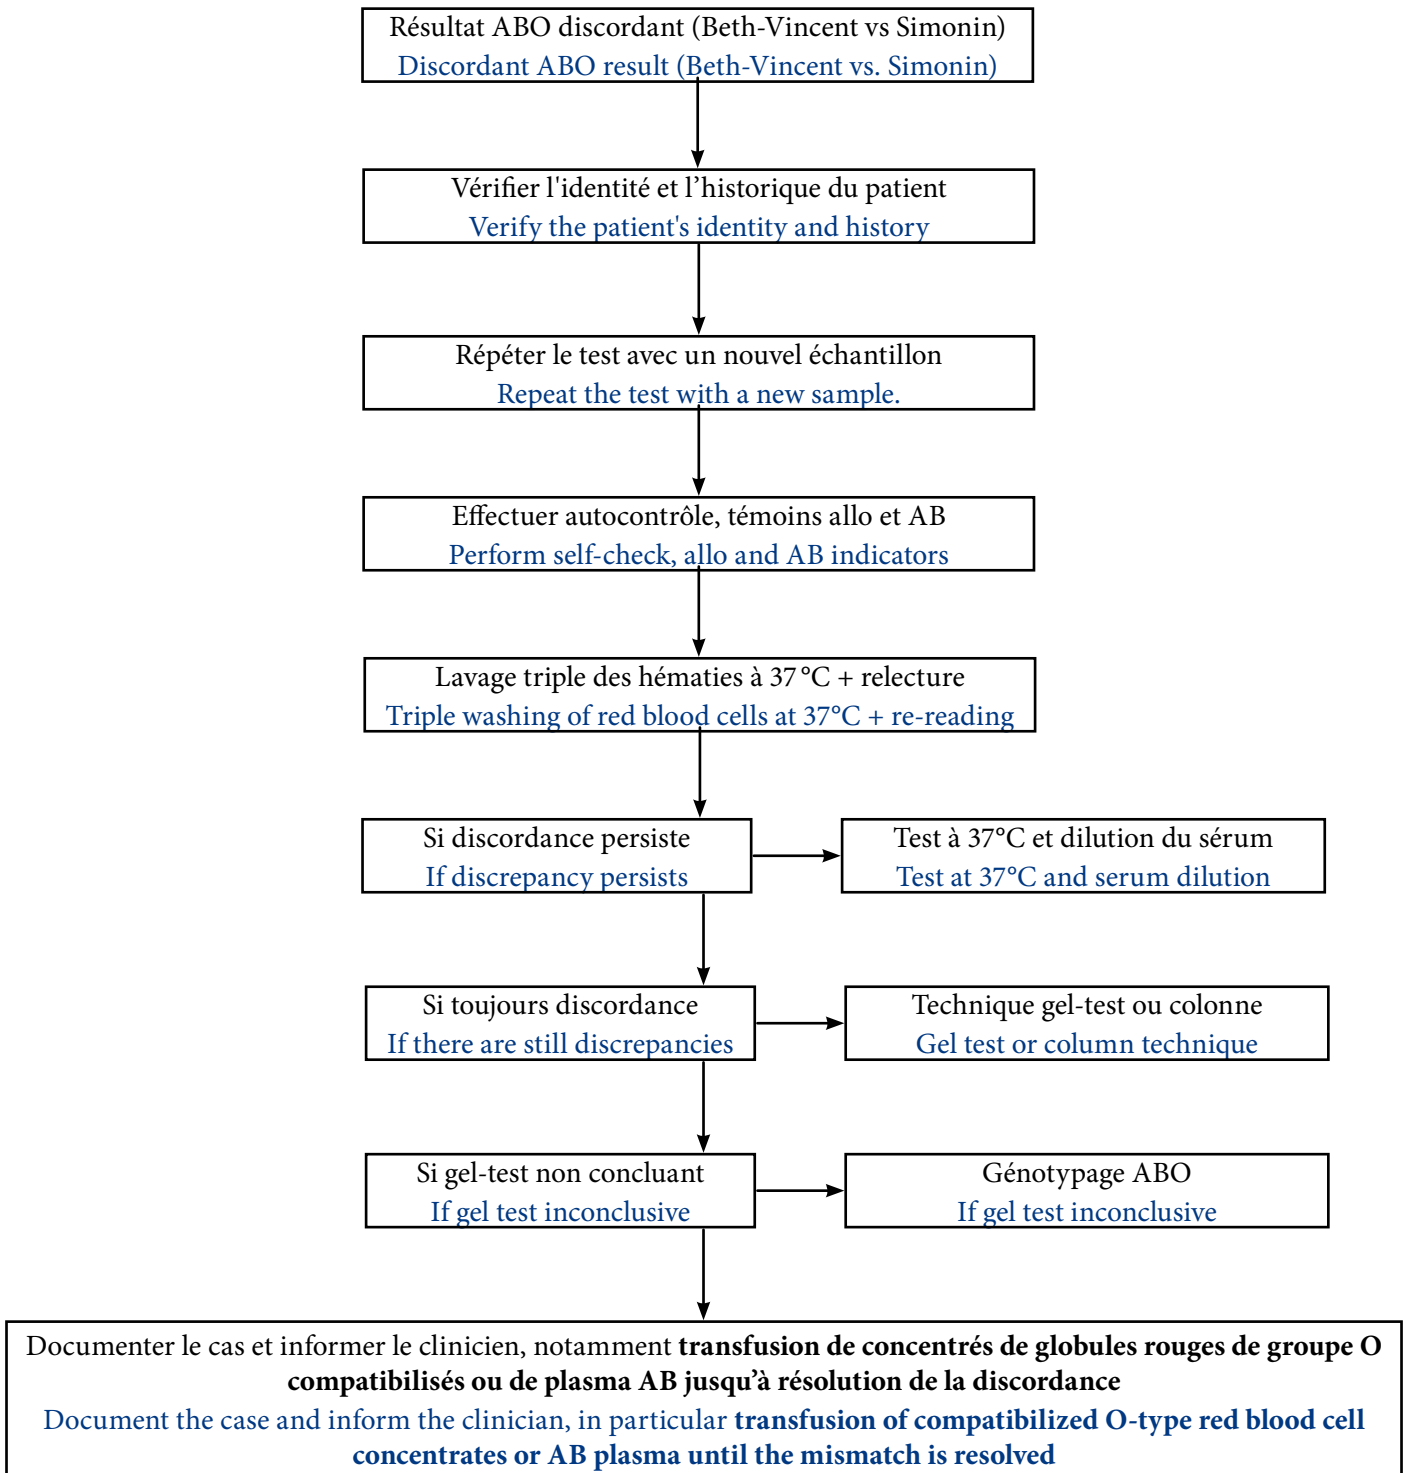 Résultat ABO discordant (Beth-Vincent vs Simonin)
Discordant ABO result (Beth-Vincent vs. Simonin)
Vérifier l'identité et l’historique du patient
Verify the patient's identity and history
Répéter le test avec un nouvel échantillon
Repeat the test with a new sample.
Effectuer autocontrôle, témoins allo et AB
Perform self-check, allo and AB indicators
Lavage triple des hématies à 37 °C + relecture
Triple washing of red blood cells at 37°C + re-reading
Si discordance persiste
If discrepancy persists
Test à 37°C et dilution du sérum
Test at 37°C and serum dilution
Si toujours discordance
If there are still discrepancies
Technique gel-test ou colonne
Gel test or column technique
Si gel-test non concluant
If gel test inconclusive
Génotypage ABO
If gel test inconclusive
Documenter le cas et informer le clinicien, notamment transfusion de concentrés de globules rouges de groupe O
compatibilisés ou de plasma AB jusqu’à résolution de la discordance
Document the case and inform the clinician, in particular transfusion of compatibilized O-type red blood cell
concentrates or AB plasma until the mismatch is resolved